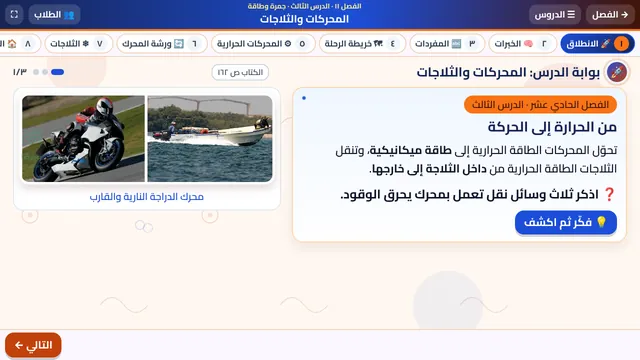 → الفصل
☰ الدروس
الفصل ١١ · الدرس الثالث · جمرة وطاقة
المحركات والثلاجات
👥 الطلاب
١ 🚀 الانطلاق
٢ 🧠 الخبرات
٣ 🔤 المفردات
٤ 🗺 خريطة الرحلة
٥ ⚙ المحركات الحرارية
٦ 🔄 ورشة المحرك
٧ ❄ الثلاجات
٨
🚀 بوابة الدرس: المحركات والثلاجات
الكتاب ص ١٦٢
١/٣
الفصل الحادي عشر · الدرس الثالث
من الحرارة إلى الحركة
تحوّل المحركات الطاقة الحرارية إلى طاقة ميكانيكية، وتنقل
الثلاجات الطاقة الحرارية من داخل الثلاجة إلى خارجها.
❓ اذكر ثلاث وسائل نقل تعمل بمحرك يحرق الوقود.
💡 فكّر ثم اكشف
محرك الدراجة النارية والقارب
التالي ←